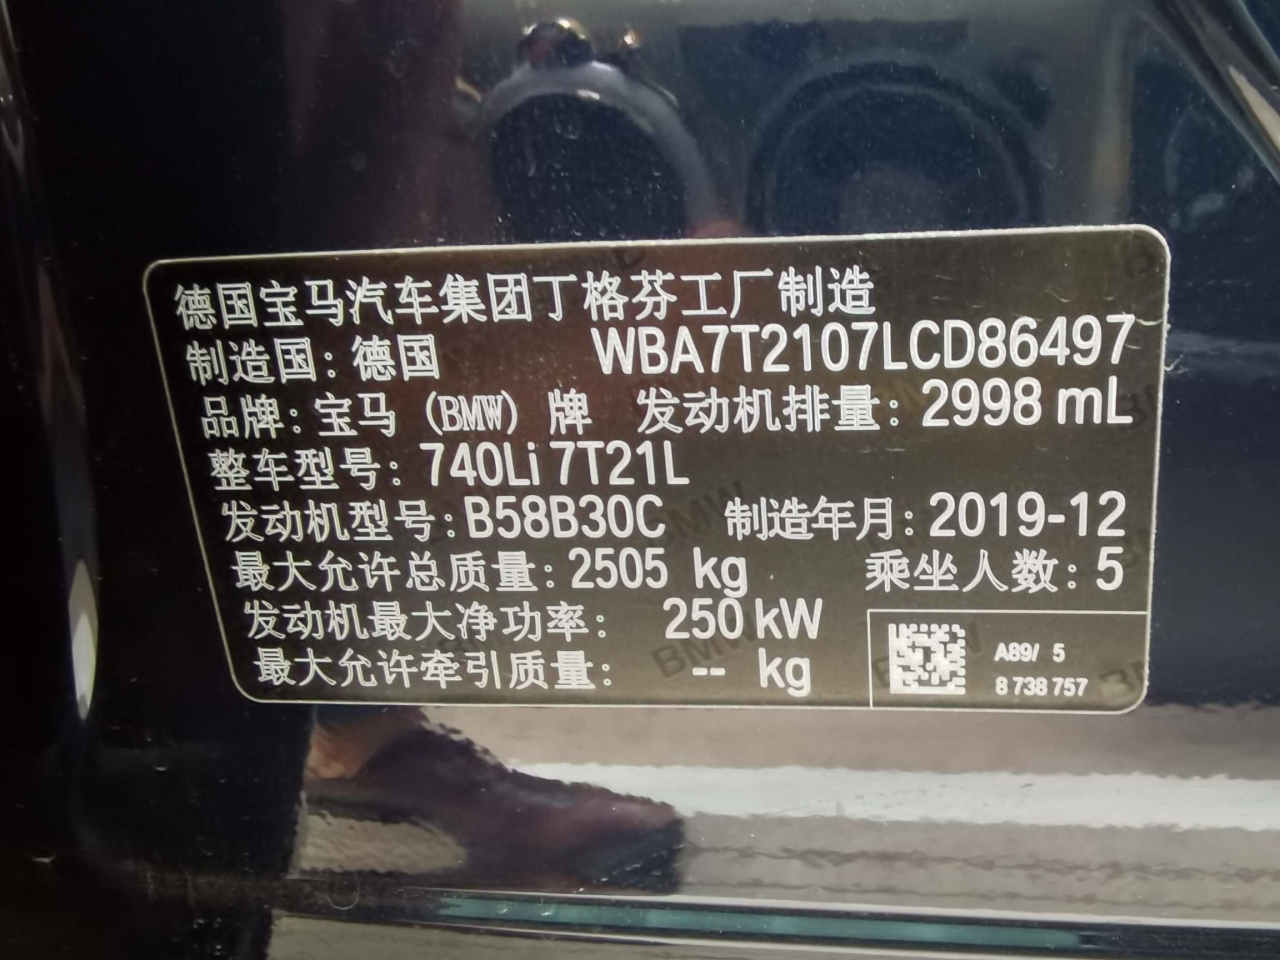 德国宝马汽车集团丁格芬工厂制造
制造国：德国 WBA7T2107LCD86497
品牌：宝马（BMW）牌 发动机排量：2998 mL
整车型号：740Li 7T21L
发动机型号：B58B30C 制造年月：2019-12
最大允许总质量：2505 kg 乘坐人数：5
发动机最大净功率： 250 kW
最大允许牵引质量： -- kg
A89/ 5
8 738 757